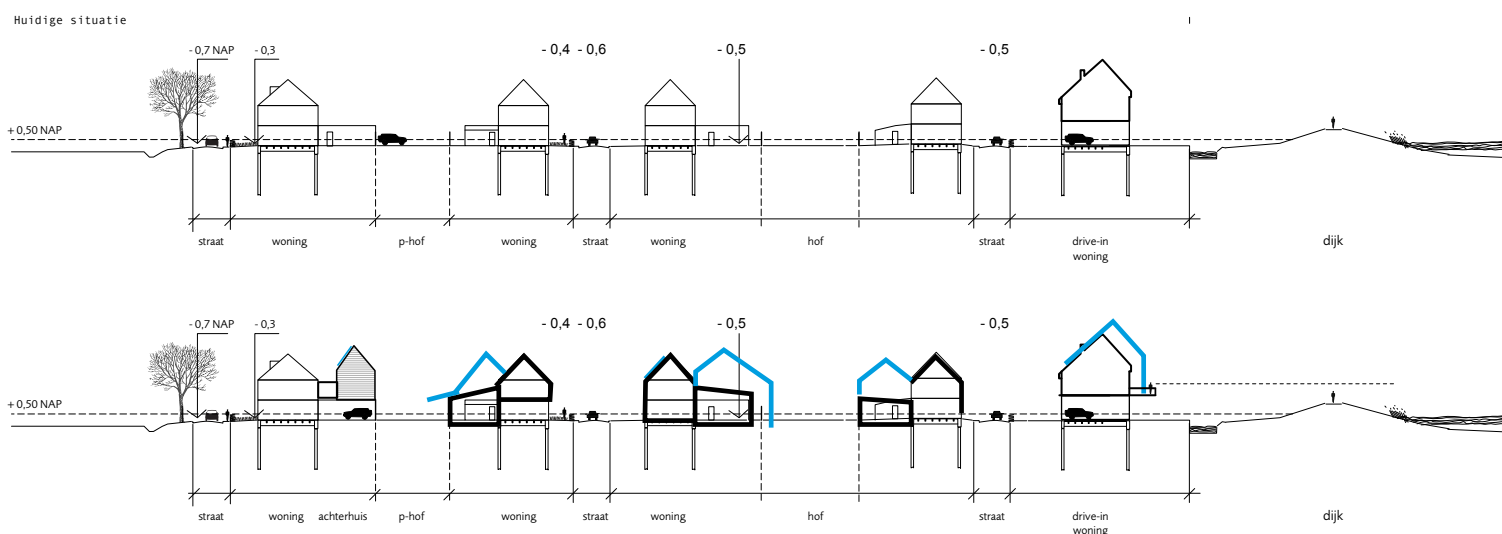 Huidige situatie
- 0,7 NAP - 0,3 - 0,4 - 0,6 - 0,5 - 0,5
+ 0,50 NAP
straat woning p-hof woning straat woning hof straat drive-in woning dijk
- 0,7 NAP - 0,3 - 0,4 - 0,6 - 0,5 - 0,5
+ 0,50 NAP
straat woning achterhuis p-hof woning straat woning hof straat drive-in woning dijk